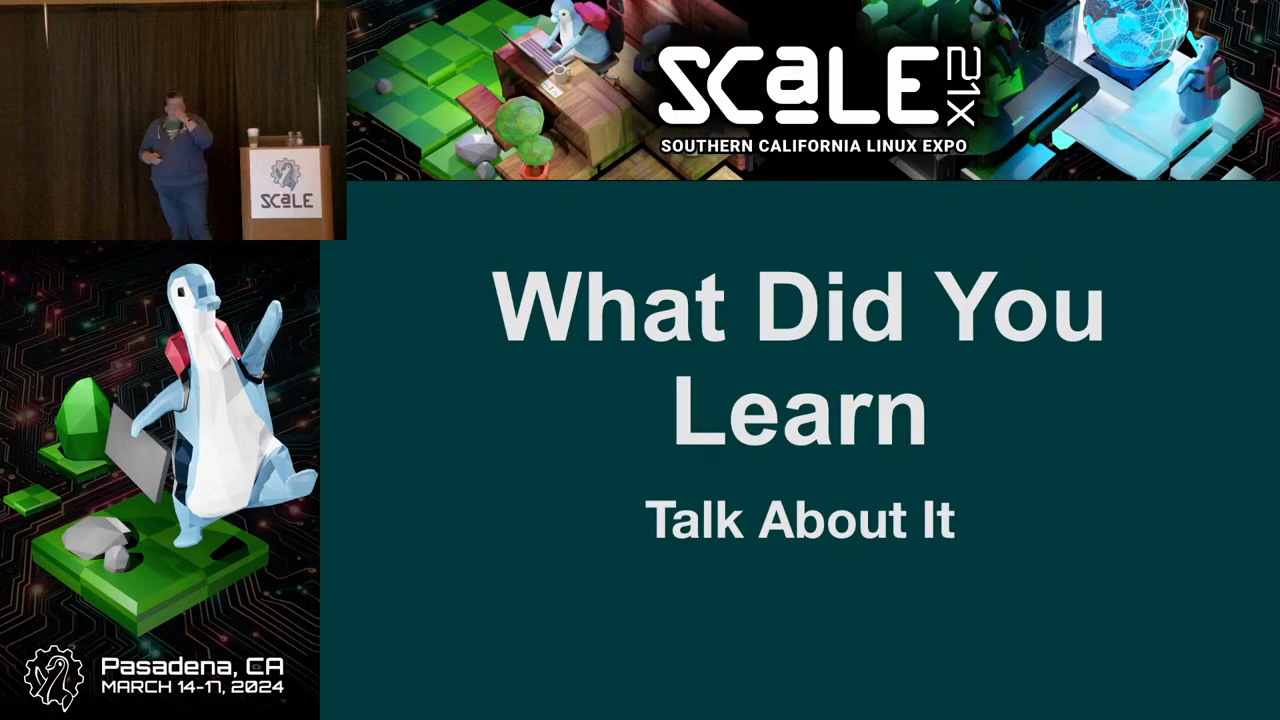 SCaLE 21X
SOUTHERN CALIFORNIA LINUX EXPO
SCaLE
What Did You
Learn
Talk About It
Pasadena, CA
MARCH 14-17, 2024